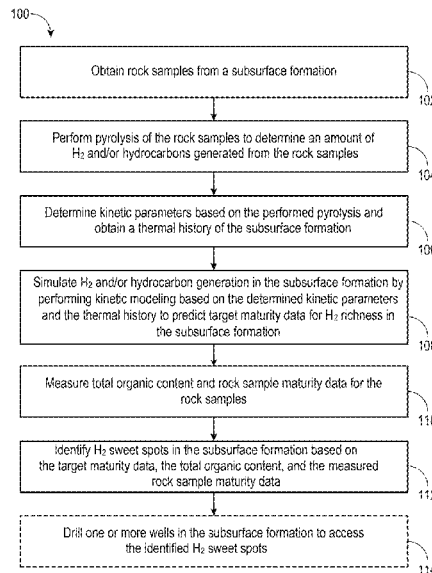 100
Obtain rock samples from a subsurface formation
Perform pyrolysis of the rock samples to determine an amount of
H₂ and/or hydrocarbons generated from the rock samples
Determine kinetic parameters based on the performed pyrolysis and
obtain a thermal history of the subsurface formation
Simulate H₂ and/or hydrocarbon generation in the subsurface formation by
performing kinetic modeling based on the determined kinetic parameters
and the thermal history to predict target maturity data for H₂ richness in
the subsurface formation
Measure total organic content and rock sample maturity data for the
rock samples
Identify H₂ sweet spots in the subsurface formation based on
the target maturity data, the total organic content, and the measured
rock sample maturity data
Drill one or more wells in the subsurface formation to access
the identified H₂ sweet spots